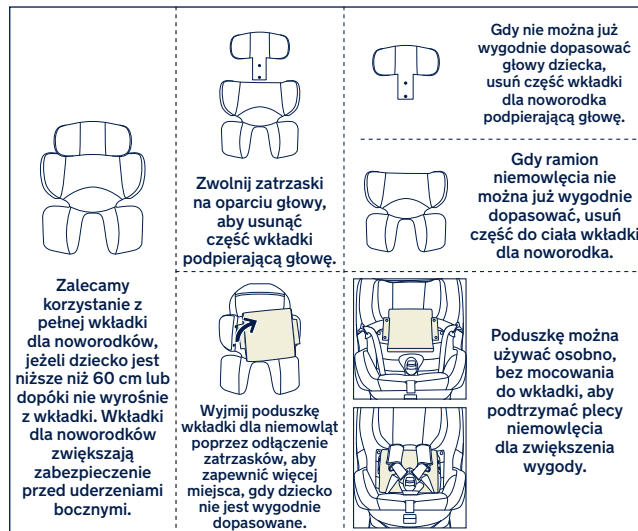 Zalecamy
korzystanie z
pełnej wkładki
dla noworodków,
jeżeli dziecko jest
niższe niż 60 cm lub
dopóki nie wyrośnie
z wkładki. Wkładki
dla noworodków
zwiększają
zabezpieczenie
przed uderzeniami
bocznymi.
Zwolnij zatrzaski
na oparciu głowy,
aby usunąć
część wkładki
podpierającą głowę.
Wyjmij poduszkę
wkładki dla niemowląt
poprzez odłączenie
zatrzasków, aby
zapewnić więcej
miejsca, gdy dziecko
nie jest wygodnie
dopasowane.
Gdy nie można już
wygodnie dopasować
głowy dziecka,
usuń część wkładki
dla noworodka
podpierającą głowę.
Gdy ramion
niemowlęcia nie
można już wygodnie
dopasować, usuń
część do ciała wkładki
dla noworodka.
Poduszkę można
używać osobno,
bez mocowania
do wkładki, aby
podtrzymać plecy
niemowlęcia
dla zwiększenia
wygody.